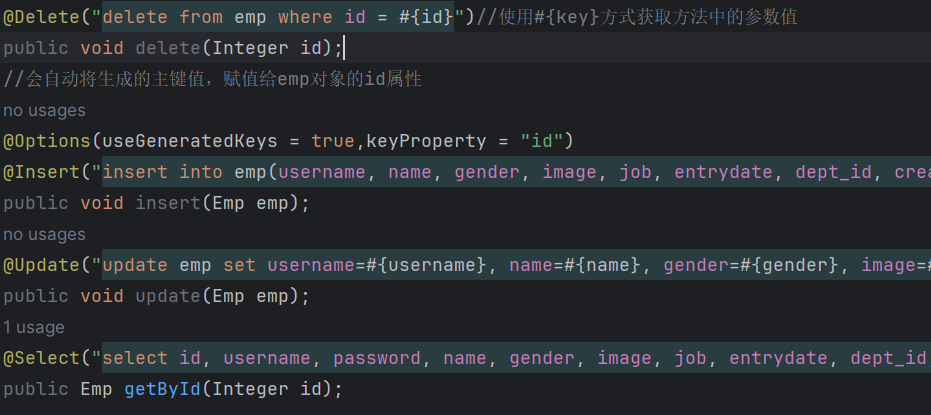 @Delete("delete from emp where id = #{id}")//使用#{key}方式获取方法中的参数值
public void delete(Integer id);
//会自动将生成的主键值，赋值给emp对象的id属性
no usages
@Options(useGeneratedKeys = true,keyProperty = "id")
@Insert("insert into emp(username, name, gender, image, job, entrydate, dept_id, crea
public void insert(Emp emp);
no usages
@Update("update emp set username=#{username}, name=#{name}, gender=#{gender}, image=#
public void update(Emp emp);
1 usage
@Select("select id, username, password, name, gender, image, job, entrydate, dept_id
public Emp getById(Integer id);